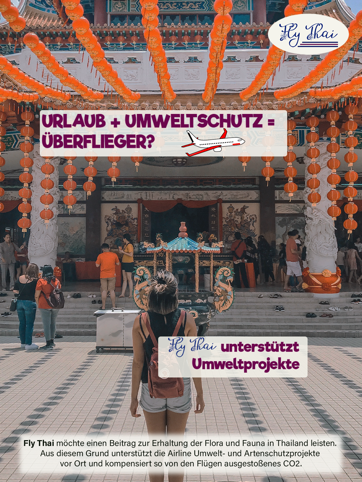 Fly Thai
URLAUB + UMWELTSCHUTZ =
ÜBERFLIEGER?
Fly Thai unterstützt
Umweltprojekte
Fly Thai möchte einen Beitrag zur Erhaltung der Flora und Fauna in Thailand leisten.
Aus diesem Grund unterstützt die Airline Umwelt- und Artenschutzprojekte
vor Ort und kompensiert so von den Flügen ausgestoßenes CO2.